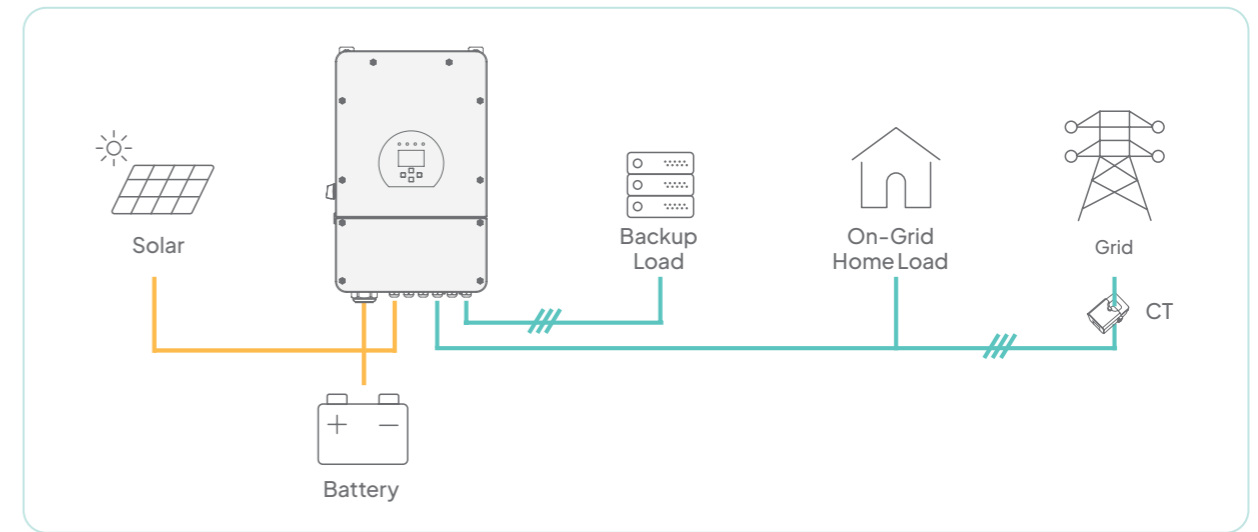 Solar
Backup
Load
On-Grid
Home Load
Grid
CT
+ −
Battery